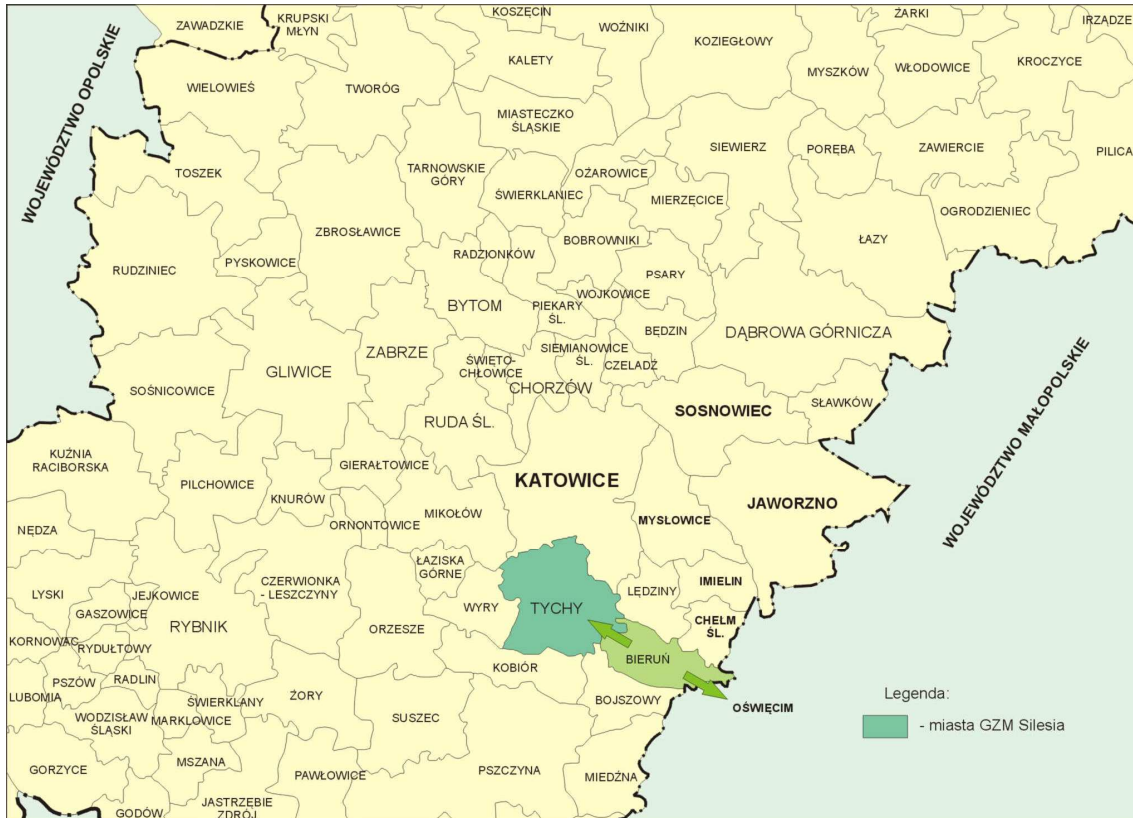 ZAWADZKIE
KRUPSKI
MŁYN
KOSZĘCIN
WOŹNIKI
KOZIEGŁOWY
ŻARKI
IRZĄDZE
WOJEWÓDZTWO OPOLSKIE
WIELOWIEŚ
TWORÓG
KALETY
MYSZKÓW
WŁODOWICE
KROCZYCE
MIASTECZKO
ŚLĄSKIE
TOSZEK
TARNOWSKIE
GÓRY
ŚWIERKLANIEC
OŻAROWICE
SIEWIERZ
PORĘBA
ZAWIERCIE
PILICA
MIERZĘCICE
OGRODZIENIEC
RUDZINIEC
PYSKOWICE
ZBROSŁAWICE
RADZIONKÓW
BOBROWNIKI
ŁAZY
PSARY
BYTOM
PIEKARY
ŚL.
WOJKOWICE
BĘDZIN
DĄBROWA GÓRNICZA
ZABRZE
ŚWIĘTO-
CHŁOWICE
SIEMIANOWICE
ŚL.
CZELADŹ
SOŚNICOWICE
GLIWICE
CHORZÓW
RUDA ŚL.
SOSNOWIEC
SŁAWKÓW
WOJEWÓDZTWO MAŁOPOLSKIE
KUŹNIA
RACIBORSKA
PILCHOWICE
GIERAŁTOWICE
KNURÓW
KATOWICE
JAWORZNO
ORNONTOWICE
MIKOŁÓW
MYSLOWICE
NĘDZA
ŁAZISKA
GÓRNE
LYSKI
JEJKOWICE
CZERWIONKA
- LESZCZYNY
WYRY
TYCHY
LĘDZINY
IMIELIN
GASZOWICE
RYBNIK
ORZESZE
CHELM
ŚL.
KORNOWAC
RYDUŁTOWY
KOBIÓR
BIERUŃ
PSZÓW
RADLIN
LUBOMIA
ŚWIERKLANY
ŻORY
SUSZEC
BOJSZOWY
OŚWIĘCIM
WODZISŁAW
ŚLĄSKI
MARKLOWICE
Legenda:
- miasta GZM Silesia
GORZYCE
MSZANA
PAWŁOWICE
PSZCZYNA
MIEDŹNA
GODÓW
JASTRZĘBIE
ZDRÓJ